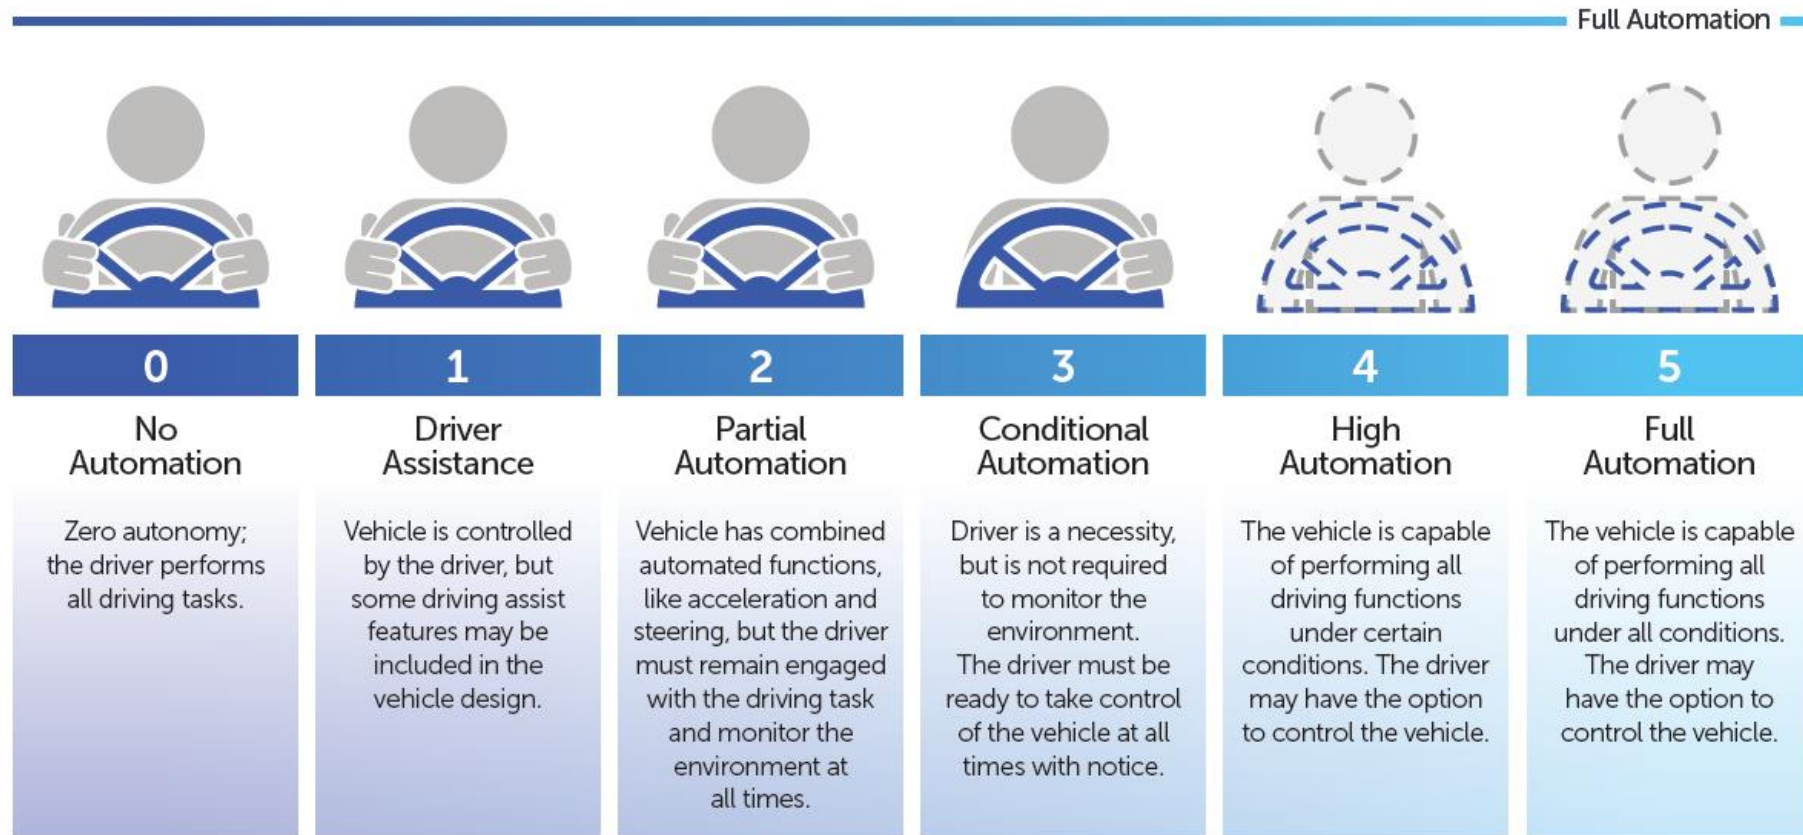 Full Automation
0
No
Automation
Zero autonomy;
the driver performs
all driving tasks.
1
Driver
Assistance
Vehicle is controlled
by the driver, but
some driving assist
features may be
included in the
vehicle design.
2
Partial
Automation
Vehicle has combined
automated functions,
like acceleration and
steering, but the driver
must remain engaged
with the driving task
and monitor the
environment at
all times.
3
Conditional
Automation
Driver is a necessity,
but is not required
to monitor the
environment.
The driver must be
ready to take control
of the vehicle at all
times with notice.
4
High
Automation
The vehicle is capable
of performing all
driving functions
under certain
conditions. The driver
may have the option
to control the vehicle.
5
Full
Automation
The vehicle is capable
of performing all
driving functions
under all conditions.
The driver may
have the option to
control the vehicle.